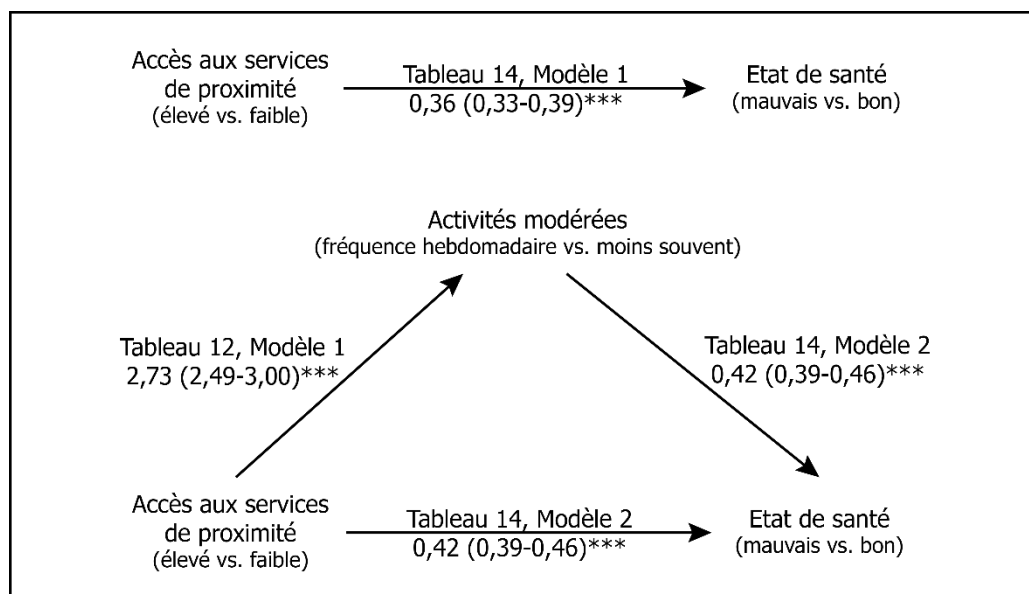 Accès aux services
de proximité
(élevé vs. faible)
Tableau 14, Modèle 1
0,36 (0,33-0,39)***
Etat de santé
(mauvais vs. bon)
Activités modérées
(fréquence hebdomadaire vs. moins souvent)
Tableau 12, Modèle 1
2,73 (2,49-3,00)***
Tableau 14, Modèle 2
0,42 (0,39-0,46)***
Accès aux services
de proximité
(élevé vs. faible)
Tableau 14, Modèle 2
0,42 (0,39-0,46)***
Etat de santé
(mauvais vs. bon)